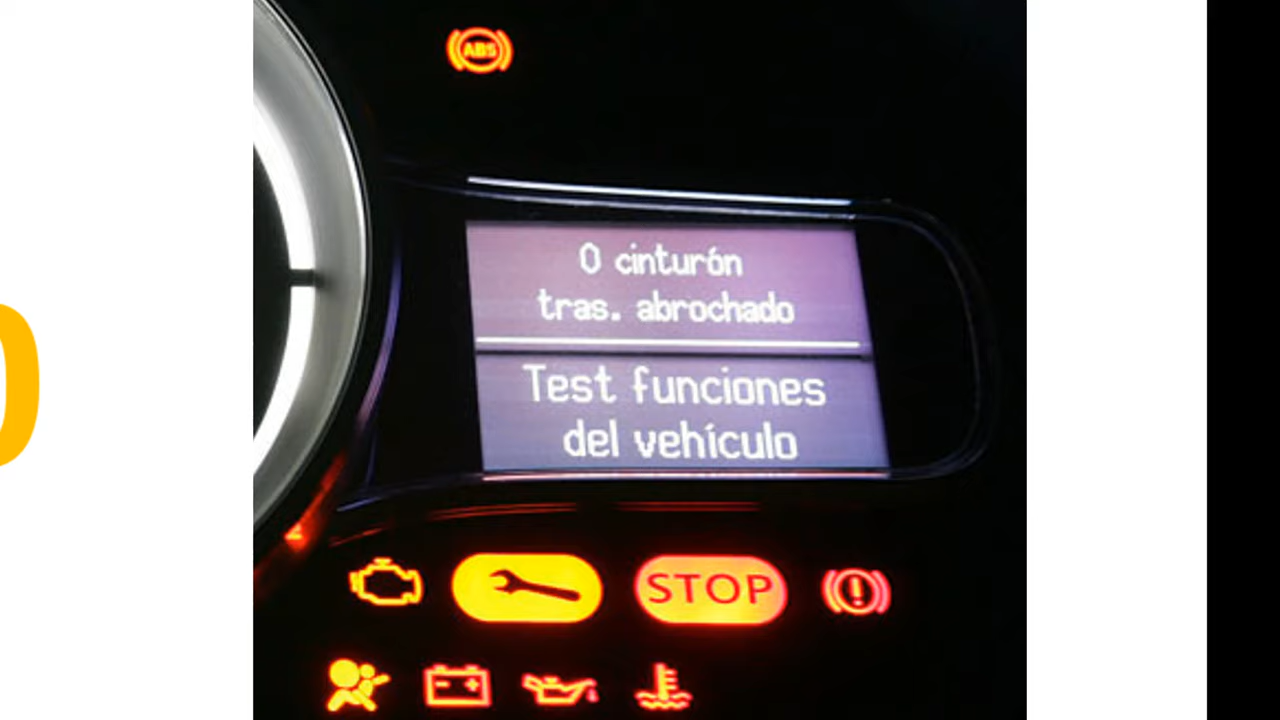 ABS
0 cinturón
tras. abrochado
Test funciones
del vehículo
STOP